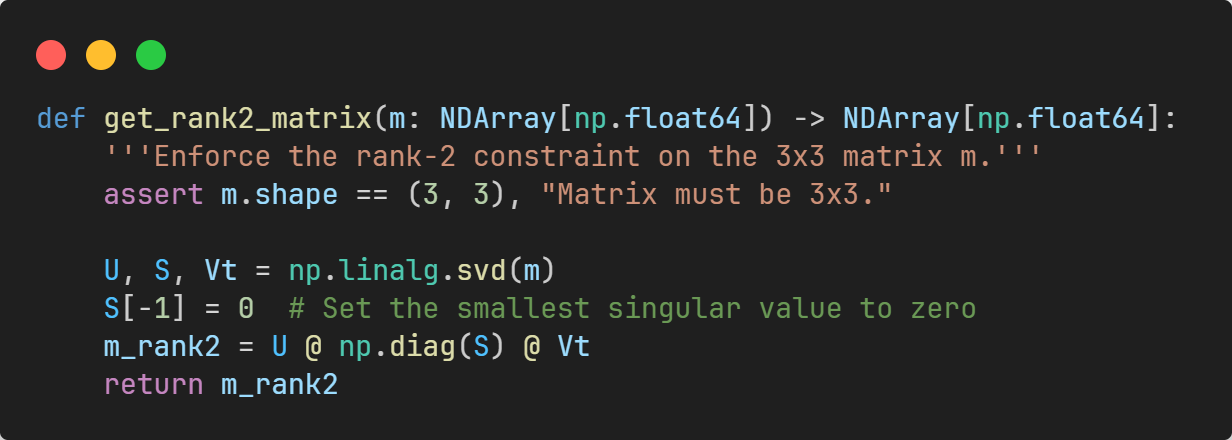 def get_rank2_matrix(m: NDArray[np.float64]) -> NDArray[np.float64]:
    '''Enforce the rank-2 constraint on the 3x3 matrix m.'''
    assert m.shape == (3, 3), "Matrix must be 3x3."

    U, S, Vt = np.linalg.svd(m)
    S[-1] = 0  # Set the smallest singular value to zero
    m_rank2 = U @ np.diag(S) @ Vt
    return m_rank2